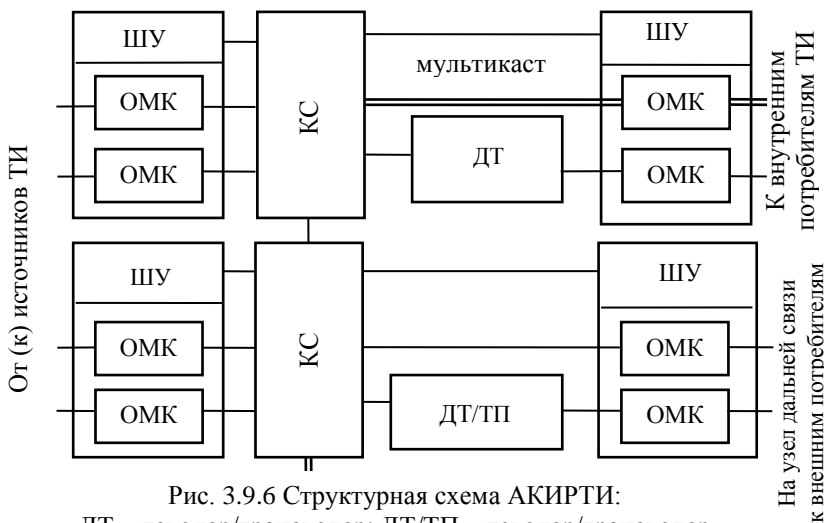 ШУ
ОМК
ОМК
КС
мультикаст
ДТ
ШУ
ОМК
ОМК
К внутренним
потребителям ТИ
От (к) источников ТИ
ШУ
ОМК
ОМК
КС
ДТ/ТП
ШУ
ОМК
ОМК
На узел дальней связи
к внешним потребителям
Рис. 3.9.6 Структурная схема АКИРТИ: